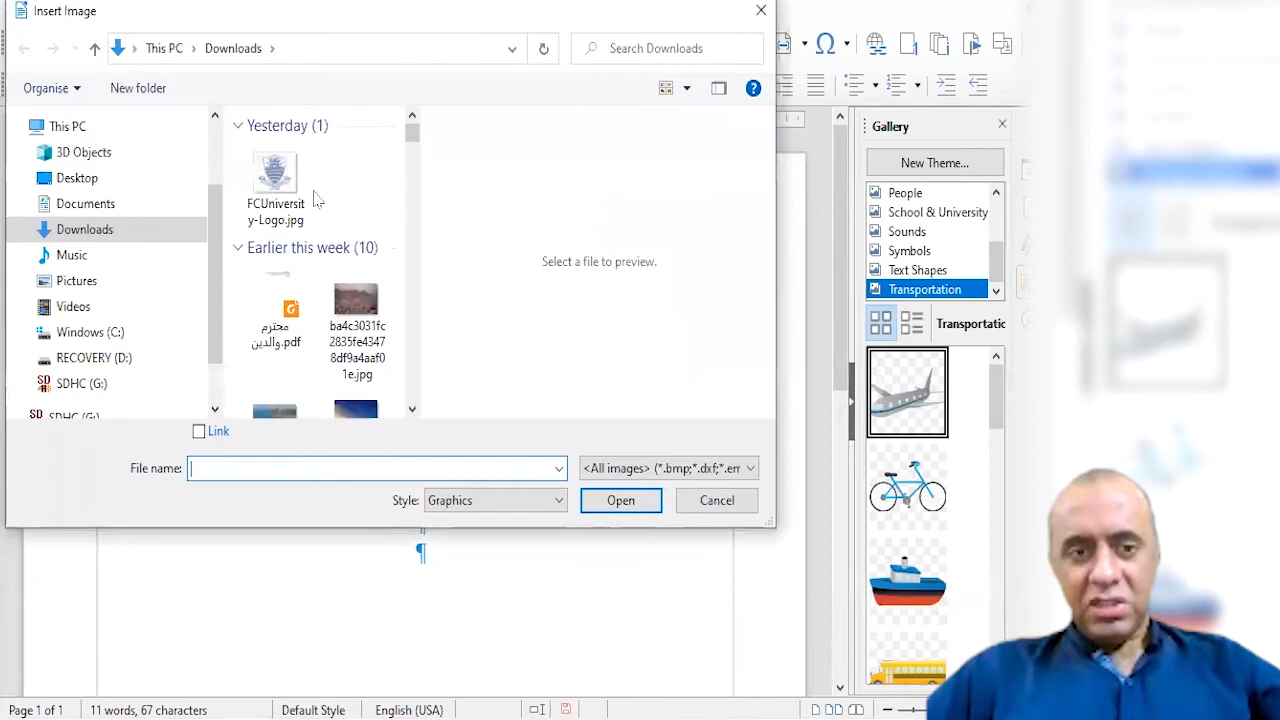 Insert Image
This PC
Downloads
Search Downloads
Organise
folder
This PC
3D Objects
Desktop
Documents
Downloads
Music
Pictures
Videos
Windows (C:)
RECOVERY (D:)
SDHC (G:)
SDHC (G:)
Yesterday (1)
FCUniversit
y-Logo.jpg
Earlier this week (10)
محترم
والدین.pdf
ba4c3031fc
2835f64347
8df9a4aaf0
1e.jpg
Select a file to preview.
Link
File name:
<All images> (*.bmp;*.dxf;*.em
Style:
Graphics
Open
Cancel
Gallery
New Theme...
People
School & University
Sounds
Symbols
Text Shapes
Transportation
Transportatic
¶
Page 1 of 1
11 words, 67 characters
Default Style
English (USA)